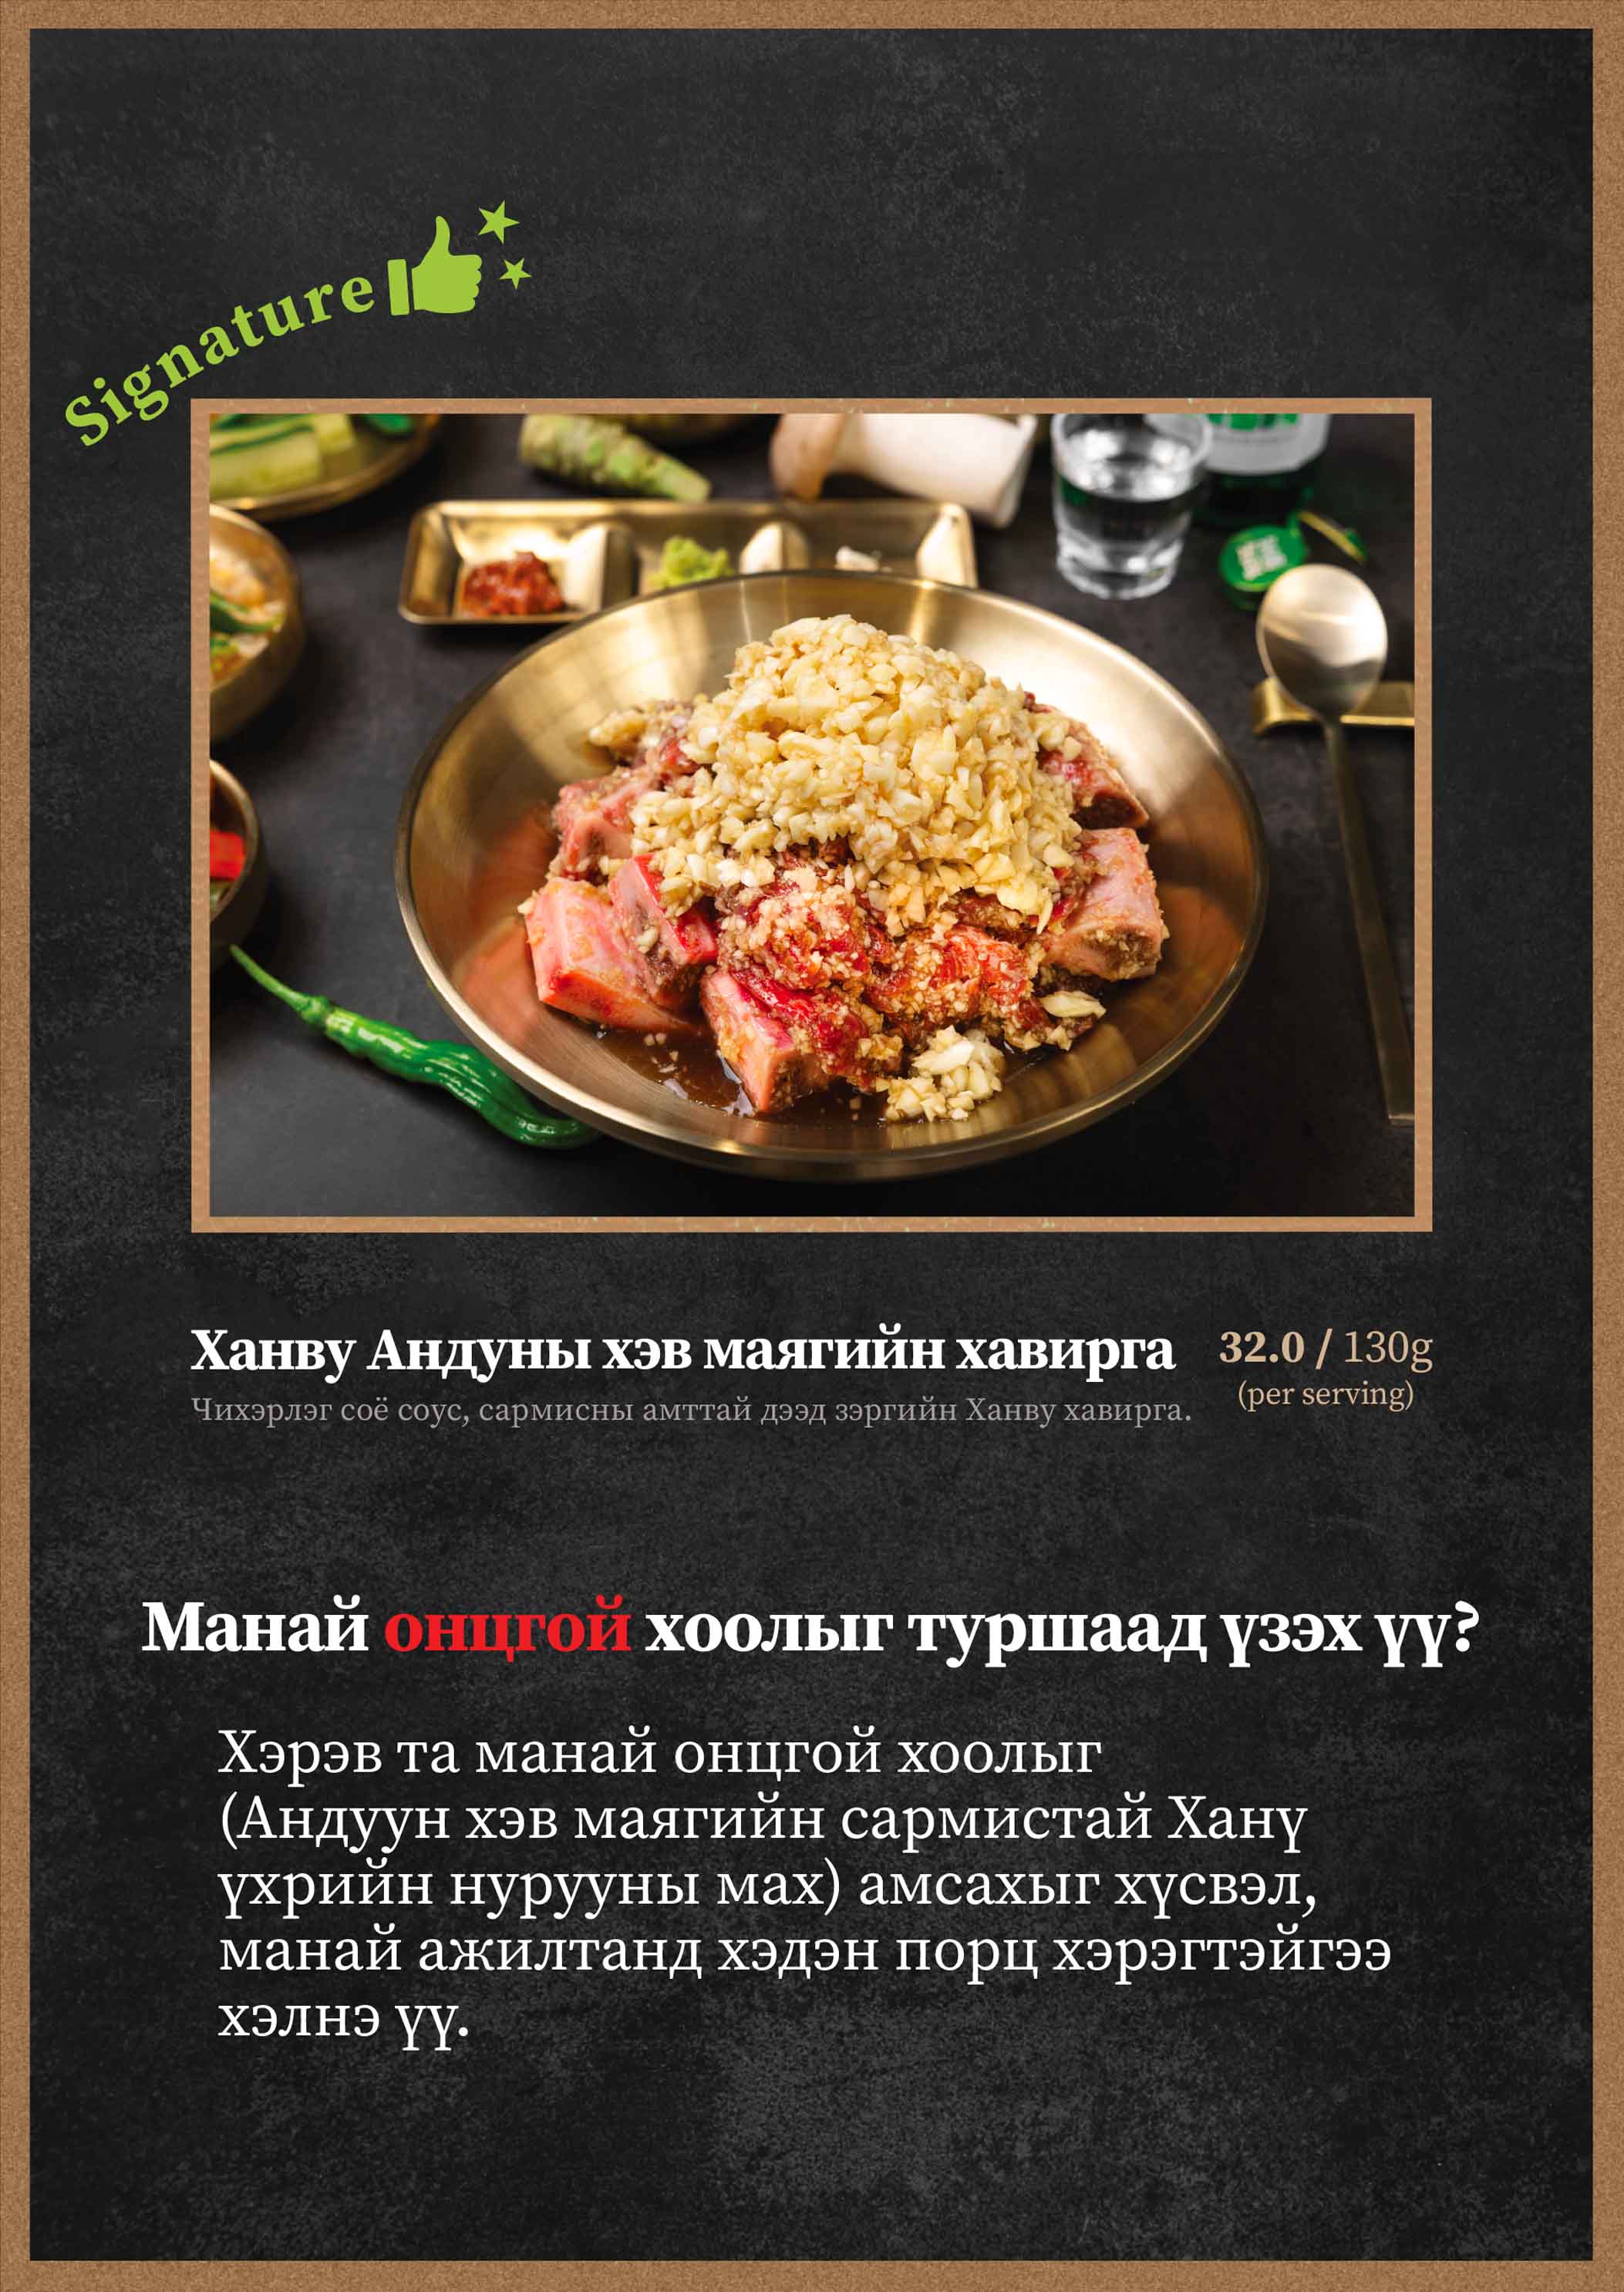 Signature
Ханву Андуны хэв маягийн хавирга
32.0 / 130g
Чихэрлэг соё соус, сармисны амттай дээд зэргийн Ханву хавирга.
(per serving)
Манай онцгой хоолыг туршаад үзэх үү?
Хэрэв та манай онцгой хоолыг
(Андуун хэв маягийн сармистай Ханү
үхрийн нурууны мах) амсахыг хүсвэл,
манай ажилтанд хэдэн порц хэрэгтэйгээ
хэлнэ үү.